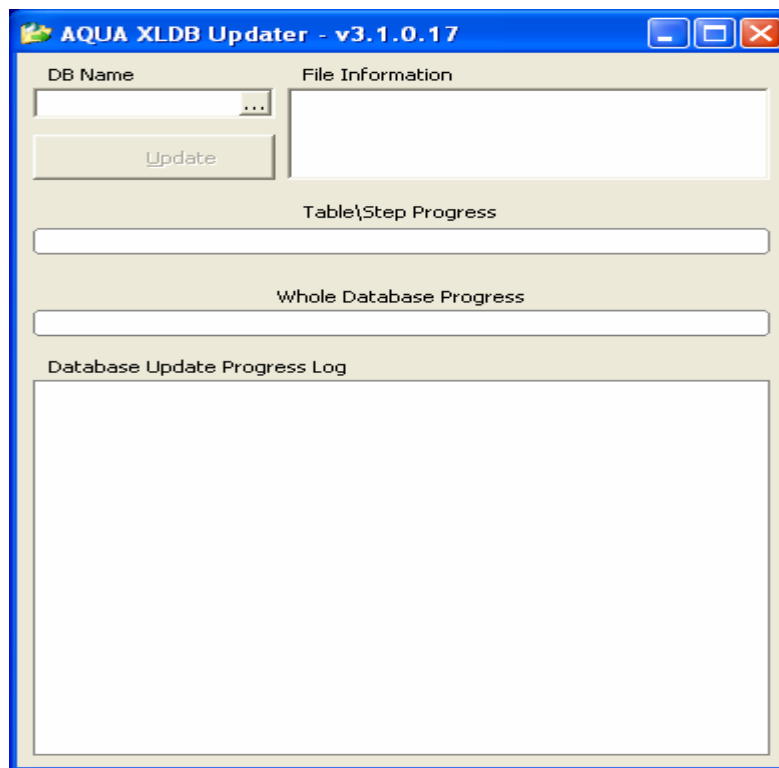 AQUA XLDB Updater - v3.1.0.17
DB Name
File Information
...
Update
Table\Step Progress
Whole Database Progress
Database Update Progress Log